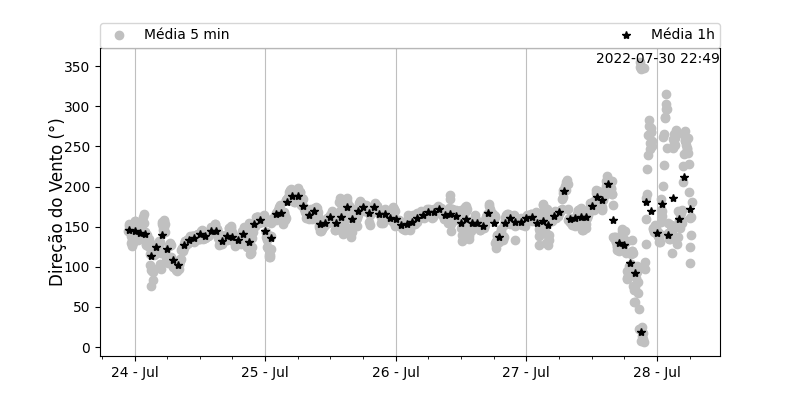 Média 5 min
Média 1h
2022-07-30 22:49
Direção do Vento (°)
350
300
250
200
150
100
50
0
24 - Jul
25 - Jul
26 - Jul
27 - Jul
28 - Jul